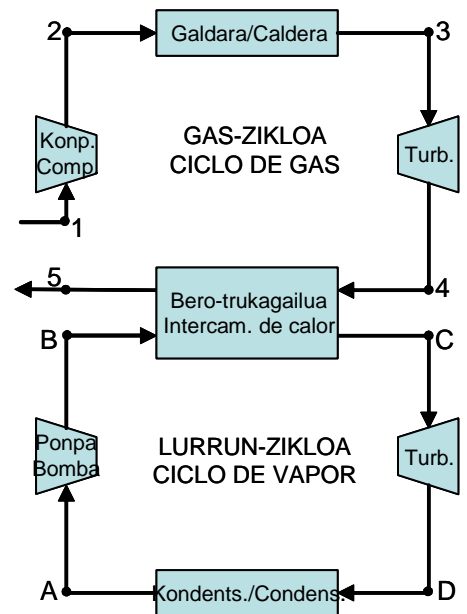 2
Galdara/Caldera
3
Konp.
Comp.
GAS-ZIKLOA
CICLO DE GAS
Turb.
1
5
4
Bero-trukagailua
Intercam. de calor
B
C
Ponpa
Bomba
LURRUN-ZIKLOA
CICLO DE VAPOR
Turb.
A
Kondents./Condens.
D